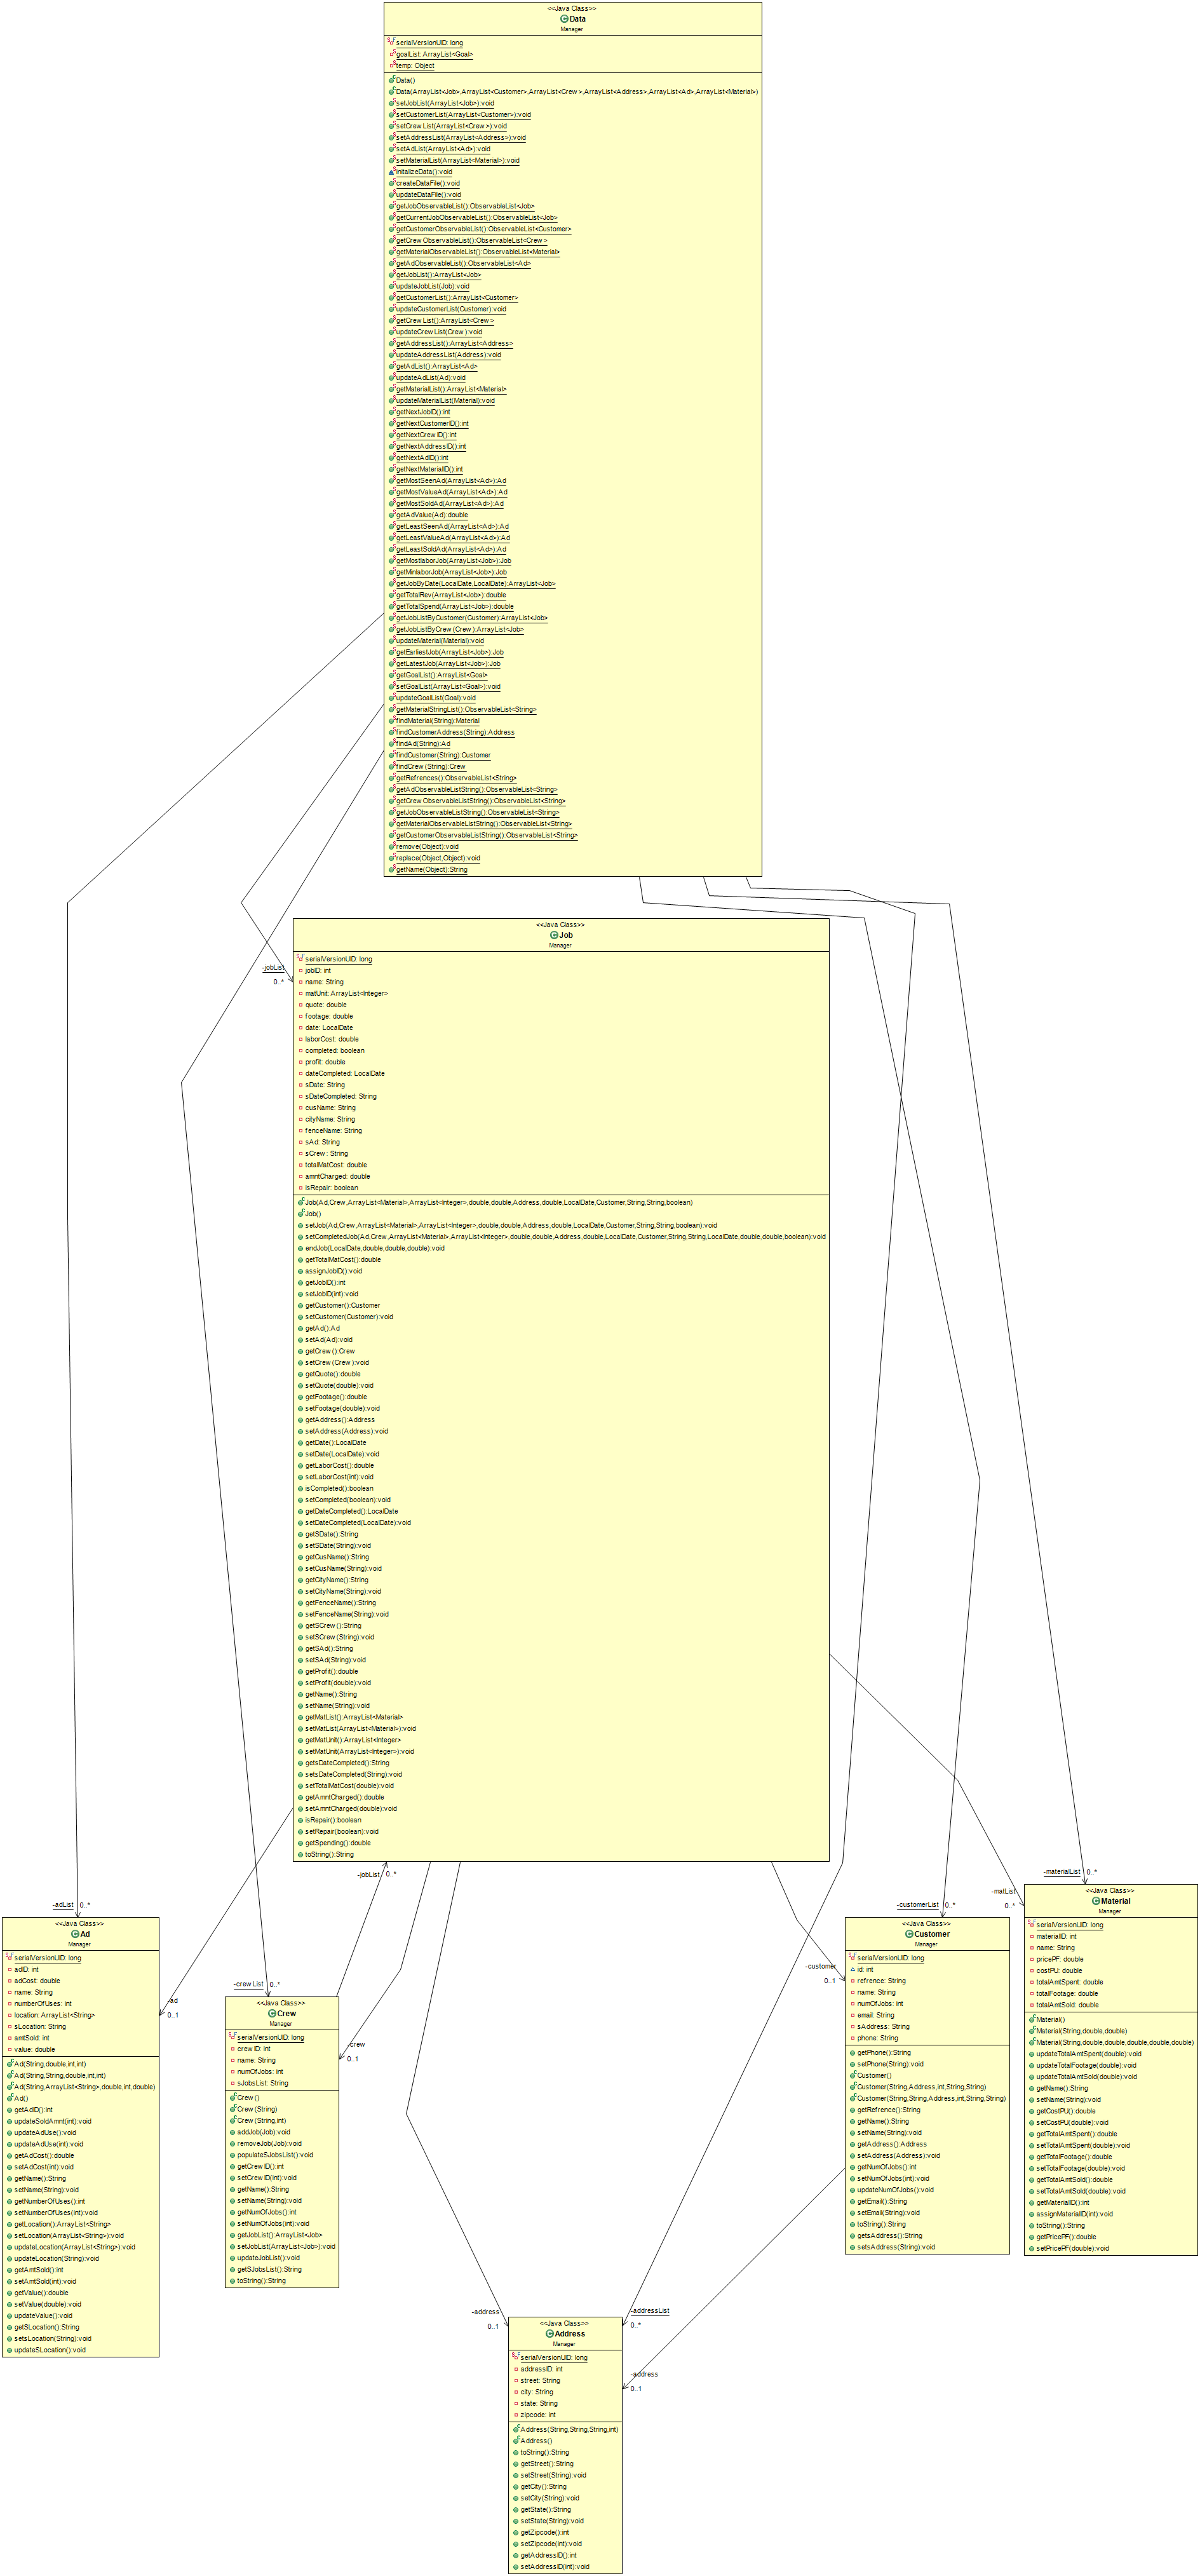 <<Java Class>>
Data
Manager
serialVersionUID: long
goalList: ArrayList<Goal>
temp: Object
Data()
Data(ArrayList<Job>,ArrayList<Customer>,ArrayList<Crew>,ArrayList<Address>,ArrayList<Ad>,ArrayList<Material>)
setJobList(ArrayList<Job>):void
setCustomerList(ArrayList<Customer>):void
setCrewList(ArrayList<Crew>):void
setAddressList(ArrayList<Address>):void
setAdList(ArrayList<Ad>):void
setMaterialList(ArrayList<Material>):void
initalizeData():void
createDataFile():void
updateDataFile():void
getJobObservableList():ObservableList<Job>
getCurrentJobObservableList():ObservableList<Job>
getCustomerObservableList():ObservableList<Customer>
getCrewObservableList():ObservableList<Crew>
getMaterialObservableList():ObservableList<Material>
getAdObservableList():ObservableList<Ad>
getJobList():ArrayList<Job>
updateJobList(Job):void
getCustomerList():ArrayList<Customer>
updateCustomerList(Customer):void
getCrewList():ArrayList<Crew>
updateCrewList(Crew):void
getAddressList():ArrayList<Address>
updateAddressList(Address):void
getAdList():ArrayList<Ad>
updateAdList(Ad):void
getMaterialList():ArrayList<Material>
updateMaterialList(Material):void
getNextJobID():int
getNextCustomerID():int
getNextCrewID():int
getNextAddressID():int
getNextAdID():int
getNextMaterialID():int
getMostSeenAd(ArrayList<Ad>):Ad
getMostValueAd(ArrayList<Ad>):Ad
getMostSoldAd(ArrayList<Ad>):Ad
getAdValue(Ad):double
getLeastSeenAd(ArrayList<Ad>):Ad
getLeastValueAd(ArrayList<Ad>):Ad
getLeastSoldAd(ArrayList<Ad>):Ad
getMostlaborJob(ArrayList<Job>):Job
getMinlaborJob(ArrayList<Job>):Job
getJobByDate(LocalDate,LocalDate):ArrayList<Job>
getTotalRev(ArrayList<Job>):double
getTotalSpend(ArrayList<Job>):double
getJobListByCustomer(Customer):ArrayList<Job>
getJobListByCrew(Crew):ArrayList<Job>
updateMaterial(Material):void
getEarliestJob(ArrayList<Job>):Job
getLatestJob(ArrayList<Job>):Job
getGoalList():ArrayList<Goal>
setGoalList(ArrayList<Goal>):void
updateGoalList(Goal):void
getMaterialStringList():ObservableList<String>
findMaterial(String):Material
findCustomerAddress(String):Address
findAd(String):Ad
findCustomer(String):Customer
findCrew(String):Crew
getRefrences():ObservableList<String>
getAdObservableListString():ObservableList<String>
getCrewObservableListString():ObservableList<String>
getJobObservableListString():ObservableList<String>
getMaterialObservableListString():ObservableList<String>
getCustomerObservableListString():ObservableList<String>
remove(Object):void
replace(Object,Object):void
getName(Object):String
-jobList
0..*
<<Java Class>>
Job
Manager
serialVersionUID: long
jobID: int
name: String
matUnit: ArrayList<Integer>
quote: double
footage: double
date: LocalDate
laborCost: double
completed: boolean
profit: double
dateCompleted: LocalDate
sDate: String
sDateCompleted: String
cusName: String
cityName: String
fenceName: String
sAd: String
sCrew: String
totalMatCost: double
amntCharged: double
isRepair: boolean
Job(Ad,Crew,ArrayList<Material>,ArrayList<Integer>,double,double,Address,double,LocalDate,Customer,String,String,boolean)
Job()
setJob(Ad,Crew,ArrayList<Material>,ArrayList<Integer>,double,double,Address,double,LocalDate,Customer,String,String,boolean):void
setCompletedJob(Ad,Crew,ArrayList<Material>,ArrayList<Integer>,double,double,Address,double,LocalDate,Customer,String,String,LocalDate,double,double,boolean):void
endJob(LocalDate,double,double,double):void
getTotalMatCost():double
assignJobID():void
getJobID():int
setJobID(int):void
getCustomer():Customer
setCustomer(Customer):void
getAd():Ad
setAd(Ad):void
getCrew():Crew
setCrew(Crew):void
getQuote():double
setQuote(double):void
getFootage():double
setFootage(double):void
getAddress():Address
setAddress(Address):void
getDate():LocalDate
setDate(LocalDate):void
getLaborCost():double
setLaborCost(int):void
isCompleted():boolean
setCompleted(boolean):void
getDateCompleted():LocalDate
setDateCompleted(LocalDate):void
getSDate():String
setSDate(String):void
getCusName():String
setCusName(String):void
getCityName():String
setCityName(String):void
getFenceName():String
setFenceName(String):void
getSCrew():String
setSCrew(String):void
getSAd():String
setSAd(String):void
getProfit():double
setProfit(double):void
getName():String
setName(String):void
getMatList():ArrayList<Material>
setMatList(ArrayList<Material>):void
getMatUnit():ArrayList<Integer>
setMatUnit(ArrayList<Integer>):void
getsDateCompleted():String
setsDateCompleted(String):void
setTotalMatCost(double):void
getAmntCharged():double
setAmntCharged(double):void
isRepair():boolean
setRepair(boolean):void
getSpending():double
toString():String
-jobList 0..*
-adList 0..*
<<Java Class>>
Ad
Manager
serialVersionUID: long
adID: int
adCost: double
name: String
numberOfUses: int
location: ArrayList<String>
sLocation: String
amtSold: int
value: double
Ad(String,double,int,int)
Ad(String,String,double,int,int)
Ad(String,ArrayList<String>,double,int,double)
Ad()
getAdID():int
updateSoldAmnt(int):void
updateAdUse():void
updateAdUse(int):void
getAdCost():double
setAdCost(int):void
getName():String
setName(String):void
getNumberOfUses():int
setNumberOfUses(int):void
getLocation():ArrayList<String>
setLocation(ArrayList<String>):void
updateLocation(ArrayList<String>):void
updateLocation(String):void
getAmtSold():int
setAmtSold(int):void
getValue():double
setValue(double):void
updateValue():void
getSLocation():String
setsLocation(String):void
updateSLocation():void
-ad
0..1
-crewList 0..*
<<Java Class>>
Crew
Manager
serialVersionUID: long
crewID: int
name: String
numOfJobs: int
sJobsList: String
Crew()
Crew(String)
Crew(String,int)
addJob(Job):void
removeJob(Job):void
populateSJobsList():void
getCrewID():int
setCrewID(int):void
getName():String
setName(String):void
getNumOfJobs():int
setNumOfJobs(int):void
getJobList():ArrayList<Job>
setJobList(ArrayList<Job>):void
updateJobList():void
getSJobsList():String
toString():String
-crew
0..1
-customer
0..1
-customerList 0..*
<<Java Class>>
Customer
Manager
serialVersionUID: long
id: int
refrence: String
name: String
numOfJobs: int
email: String
sAddress: String
phone: String
getPhone():String
setPhone(String):void
Customer()
Customer(String,Address,int,String,String)
Customer(String,String,Address,int,String,String)
getRefrence():String
getName():String
setName(String):void
getAddress():Address
setAddress(Address):void
getNumOfJobs():int
setNumOfJobs(int):void
updateNumOfJobs():void
getEmail():String
setEmail(String):void
toString():String
getsAddress():String
setsAddress(String):void
-matList
0..*
-materialList 0..*
<<Java Class>>
Material
Manager
serialVersionUID: long
materialID: int
name: String
pricePF: double
costPU: double
totalAmtSpent: double
totalFootage: double
totalAmtSold: double
Material()
Material(String,double,double)
Material(String,double,double,double,double,double)
updateTotalAmtSpent(double):void
updateTotalFootage(double):void
updateTotalAmtSold(double):void
getName():String
setName(String):void
getCostPU():double
setCostPU(double):void
getTotalAmtSpent():double
setTotalAmtSpent(double):void
getTotalFootage():double
setTotalFootage(double):void
getTotalAmtSold():double
setTotalAmtSold(double):void
getMaterialID():int
assignMaterialID(int):void
toString():String
getPricePF():double
setPricePF(double):void
-address
0..1
-addressList
0..*
-address
0..1
<<Java Class>>
Address
Manager
serialVersionUID: long
addressID: int
street: String
city: String
state: String
zipcode: int
Address(String,String,String,int)
Address()
toString():String
getStreet():String
setStreet(String):void
getCity():String
setCity(String):void
getState():String
setState(String):void
getZipcode():int
setZipcode(int):void
getAddressID():int
setAddressID(int):void